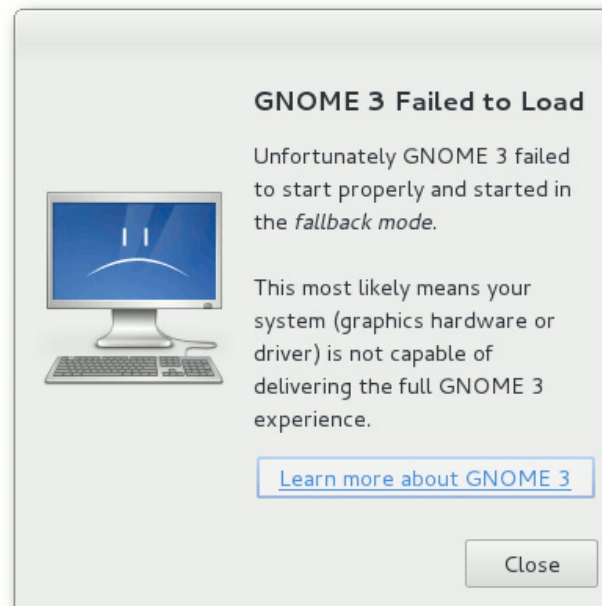 GNOME 3 Failed to Load
Unfortunately GNOME 3 failed
to start properly and started in
the fallback mode.
This most likely means your
system (graphics hardware or
driver) is not capable of
delivering the full GNOME 3
experience.
Learn more about GNOME 3
Close